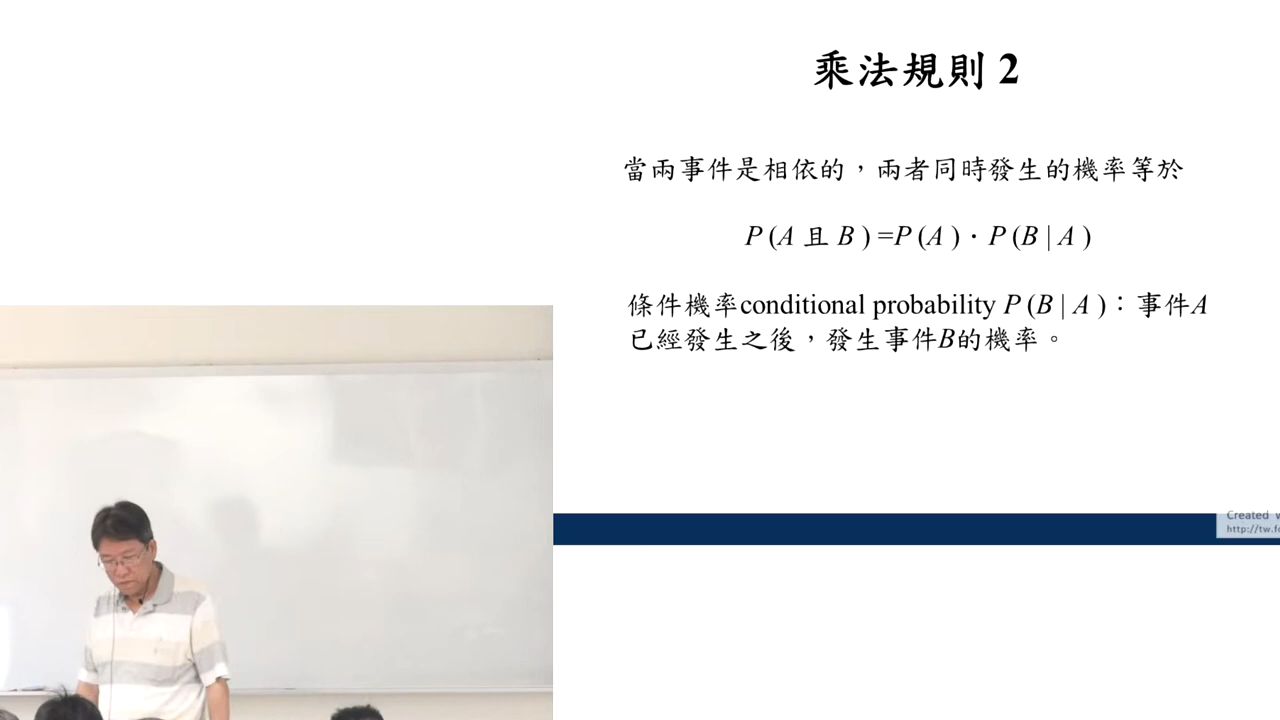 乘法規則 2
當兩事件是相依的，兩者同時發生的機率等於
P (A 且 B ) =P (A )．P (B | A )
條件機率conditional probability P (B | A )：事件A
已經發生之後，發生事件B的機率。
Created
http://tw.fo